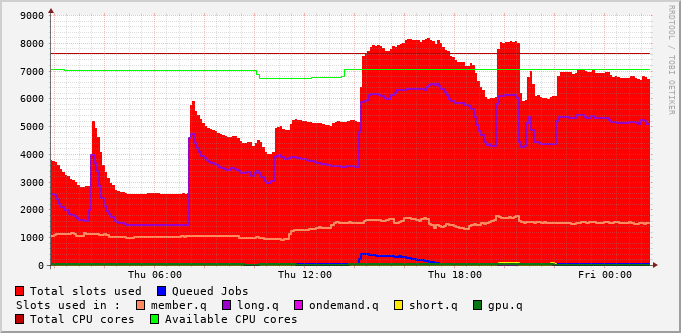 RRDTOOL / TOBI OETIKER
9000
8000
7000
6000
5000
4000
3000
2000
1000
0
Thu 06:00 Thu 12:00 Thu 18:00 Fri 00:00
Total slots used Queued Jobs
Slots used in : member.q long.q ondemand.q short.q gpu.q
Total CPU cores Available CPU cores